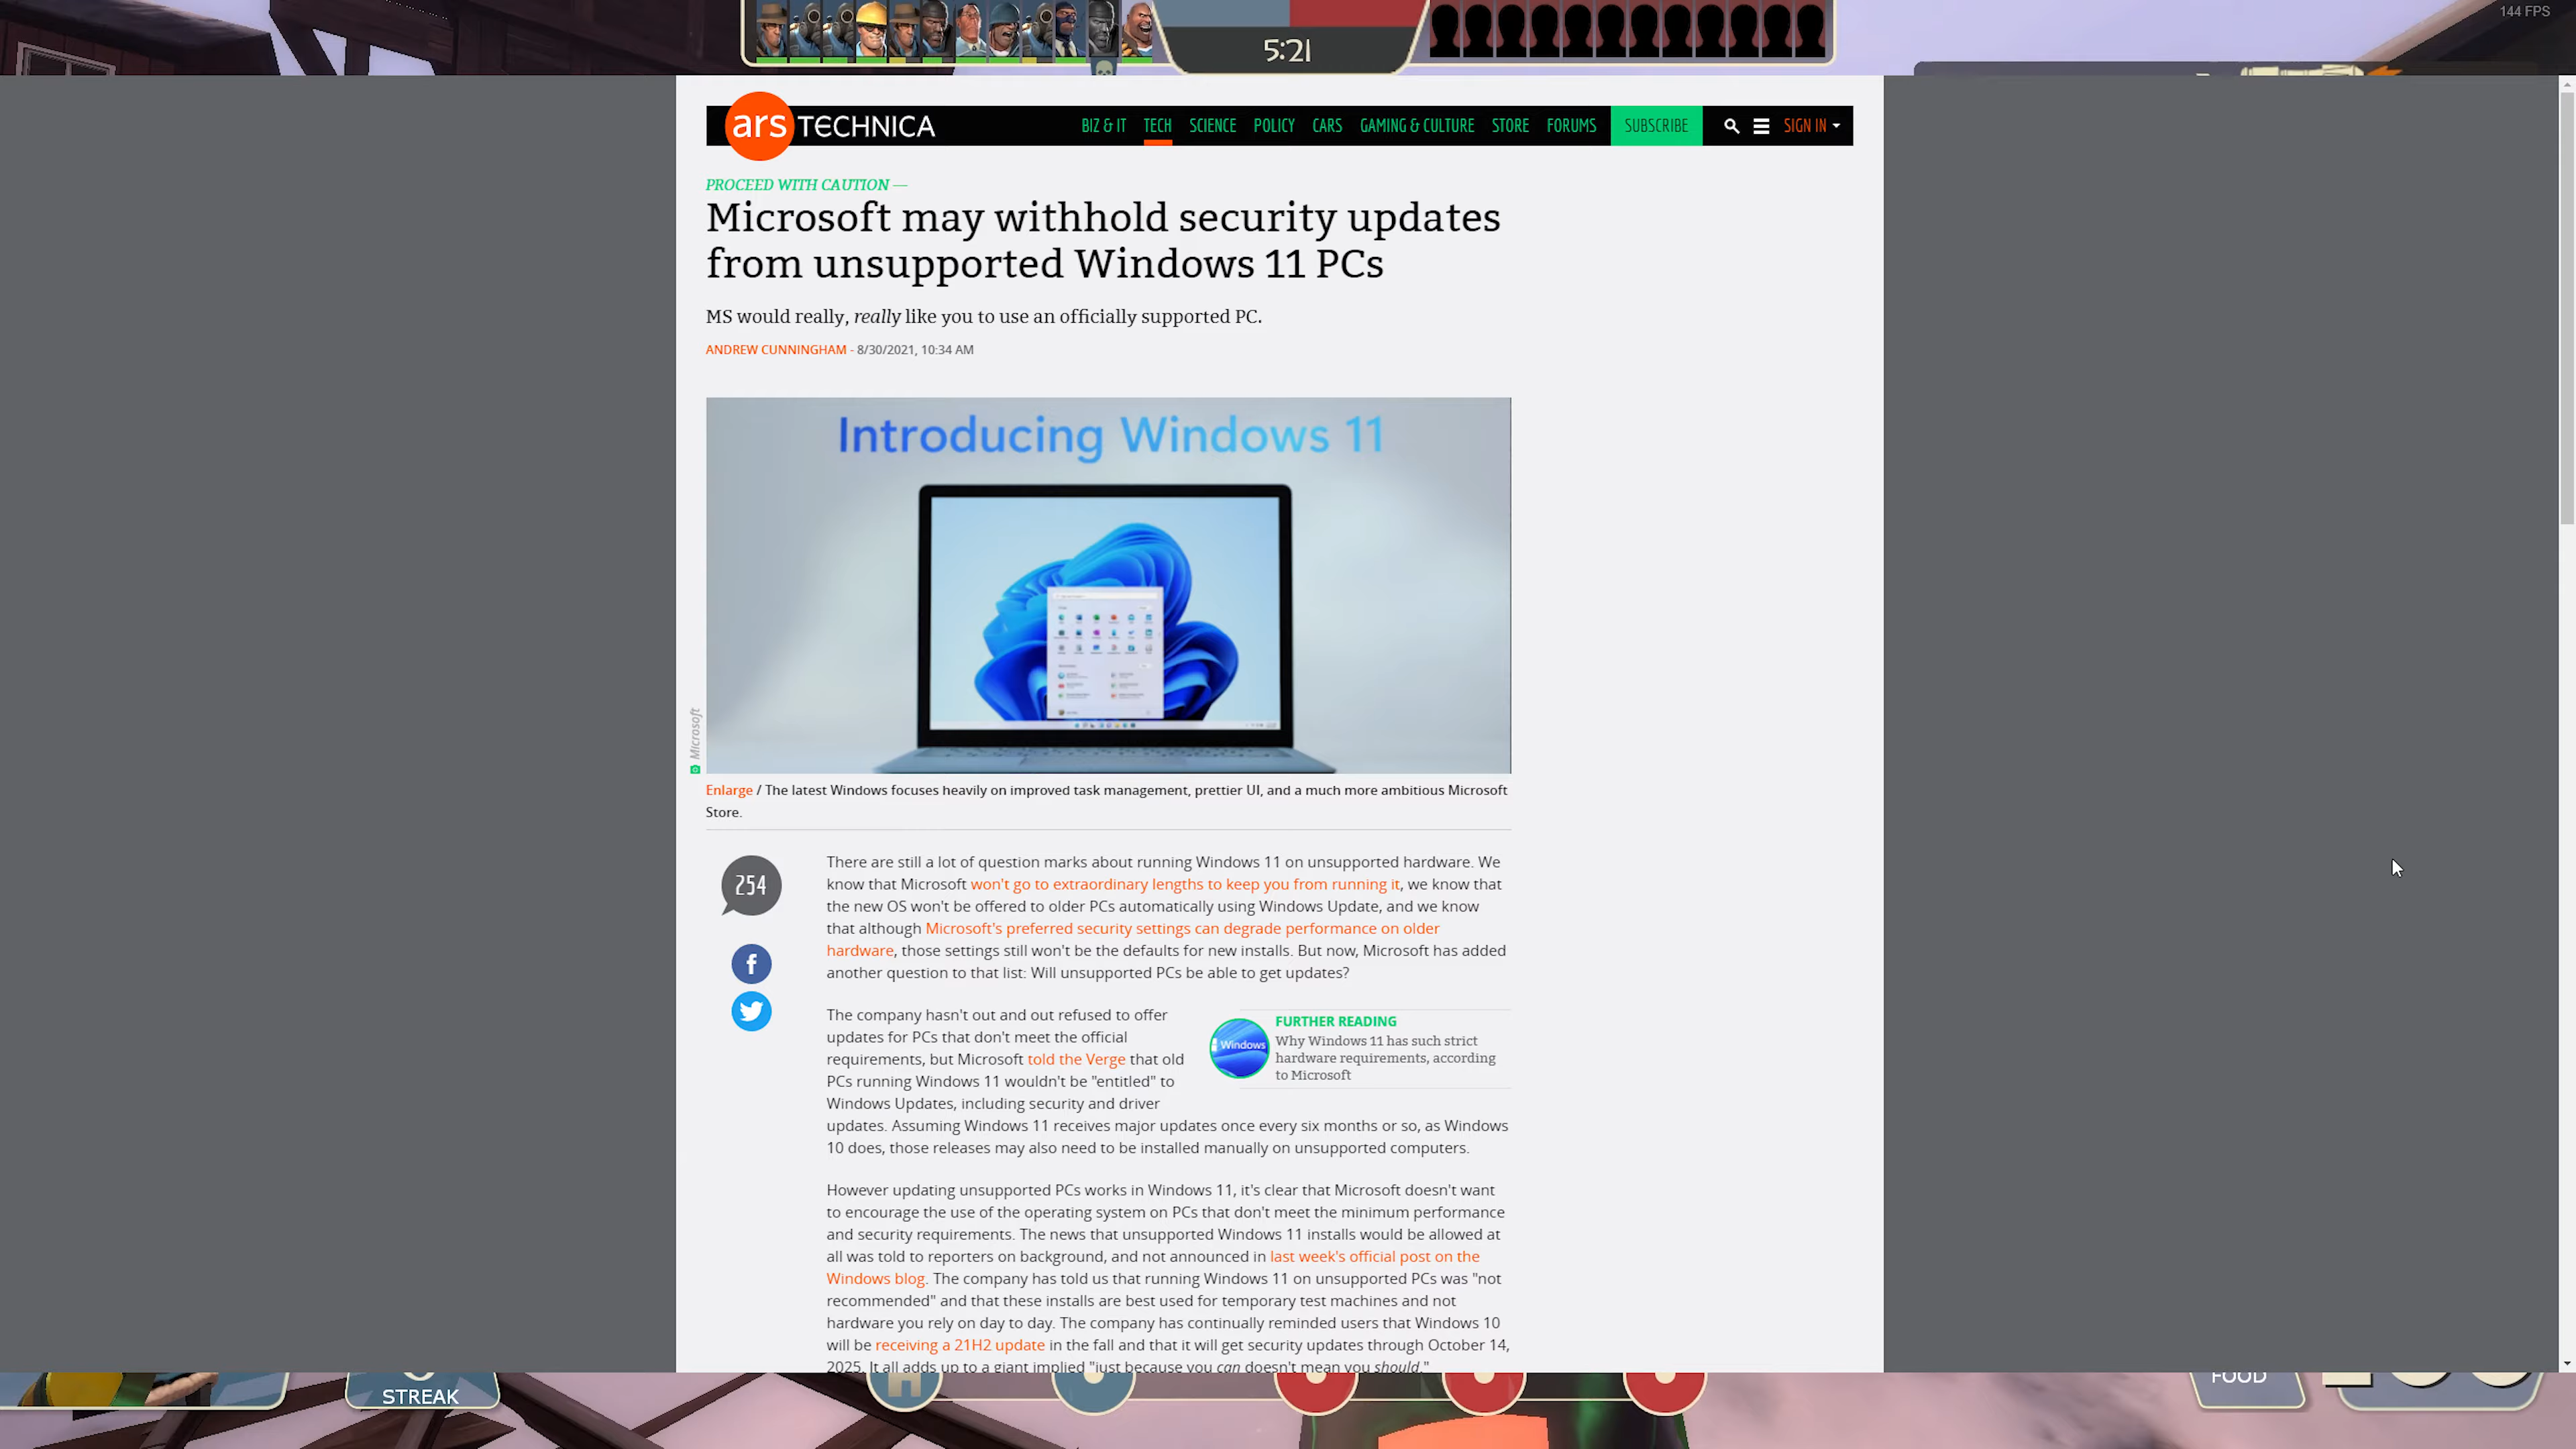 144 FPS
5:21
ars TECHNICA
BIZ & IT TECH SCIENCE POLICY CARS GAMING & CULTURE STORE FORUMS SUBSCRIBE SIGN IN
PROCEED WITH CAUTION —
Microsoft may withhold security updates
from unsupported Windows 11 PCs
MS would really, really like you to use an officially supported PC.
ANDREW CUNNINGHAM - 8/30/2021, 10:34 AM
Introducing Windows 11
Microsoft
Enlarge / The latest Windows focuses heavily on improved task management, prettier UI, and a much more ambitious Microsoft
Store.
254
There are still a lot of question marks about running Windows 11 on unsupported hardware. We
know that Microsoft won't go to extraordinary lengths to keep you from running it, we know that
the new OS won't be offered to older PCs automatically using Windows Update, and we know
that although Microsoft's preferred security settings can degrade performance on older
hardware, those settings still won't be the defaults for new installs. But now, Microsoft has added
another question to that list: Will unsupported PCs be able to get updates?
The company hasn't out and out refused to offer
updates for PCs that don't meet the official
requirements, but Microsoft told the Verge that old
PCs running Windows 11 wouldn't be "entitled" to
Windows Updates, including security and driver
updates. Assuming Windows 11 receives major updates once every six months or so, as Windows
10 does, those releases may also need to be installed manually on unsupported computers.
Windows
FURTHER READING
Why Windows 11 has such strict
hardware requirements, according
to Microsoft
However updating unsupported PCs works in Windows 11, it's clear that Microsoft doesn't want
to encourage the use of the operating system on PCs that don't meet the minimum performance
and security requirements. The news that unsupported Windows 11 installs would be allowed at
all was told to reporters on background, and not announced in last week's official post on the
Windows blog. The company has told us that running Windows 11 on unsupported PCs was "not
recommended" and that these installs are best used for temporary test machines and not
hardware you rely on day to day. The company has continually reminded users that Windows 10
will be receiving a 21H2 update in the fall and that it will get security updates through October 14,
2025. It all adds up to a giant implied "just because you can doesn't mean you should."
STREAK
FOOD